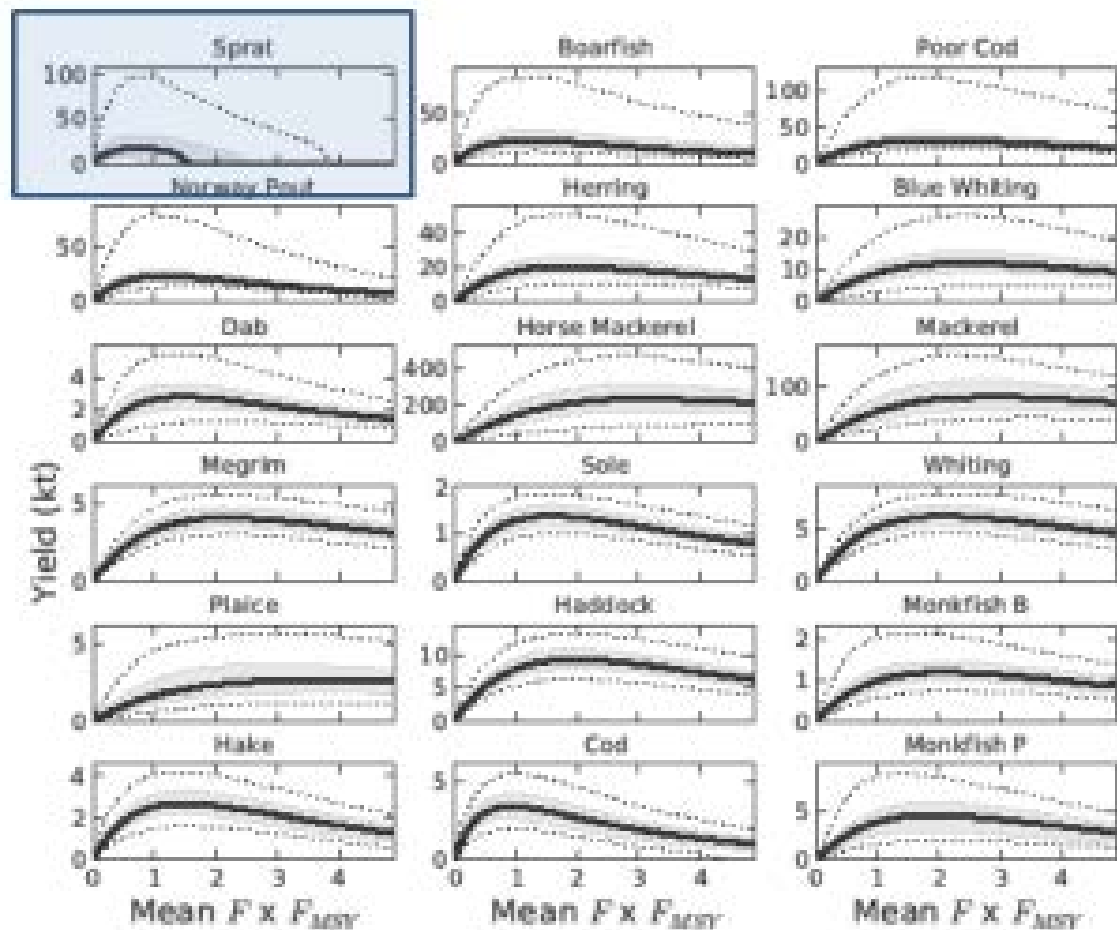 Sprat
Boarfish
Poor Cod
100
50
0
50
0
100
50
0
Norway Pout
Herring
Blue Whiting
50
0
40
20
0
20
10
0
Dab
Horse Mackerel
Mackerel
4
2
0
400
200
0
100
0
Megrim
Sole
Whiting
5
0
2
1
0
5
0
Plaice
Haddock
Monkfish B
5
0
10
5
0
2
1
0
Hake
Cod
Monkfish P
4
2
0
5
0
5
0
0 1 2 3 4
0 1 2 3 4
0 1 2 3 4
Yield (kt)
Mean F x F_MSY
Mean F x F_MSY
Mean F x F_MSY